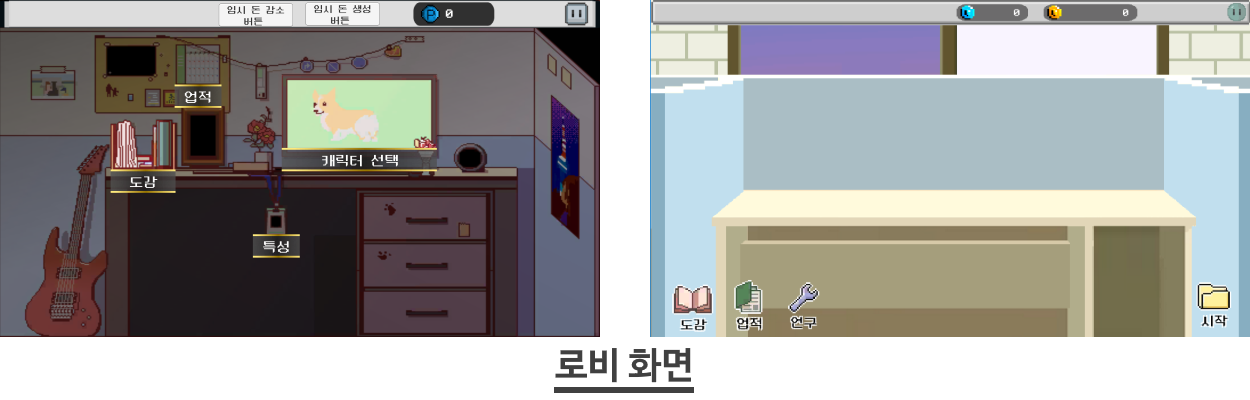 임시 돈 감소
버튼
임시 돈 생성
버튼
P 0
업적
캐릭터 선택
도감
특성
0
0
도감
업적
연구
시작
로비 화면